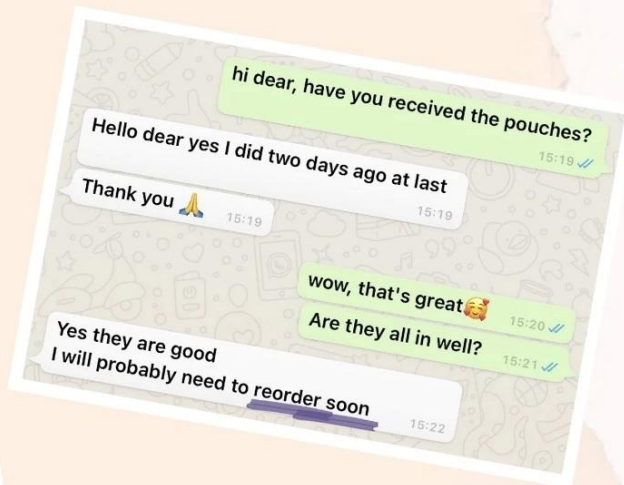 hi dear, have you received the pouches?
15:19
Hello dear yes I did two days ago at last
15:19
Thank you 🙏
15:19
wow, that's great🥰
15:20
Are they all in well?
15:21
Yes they are good
I will probably need to reorder soon
15:22